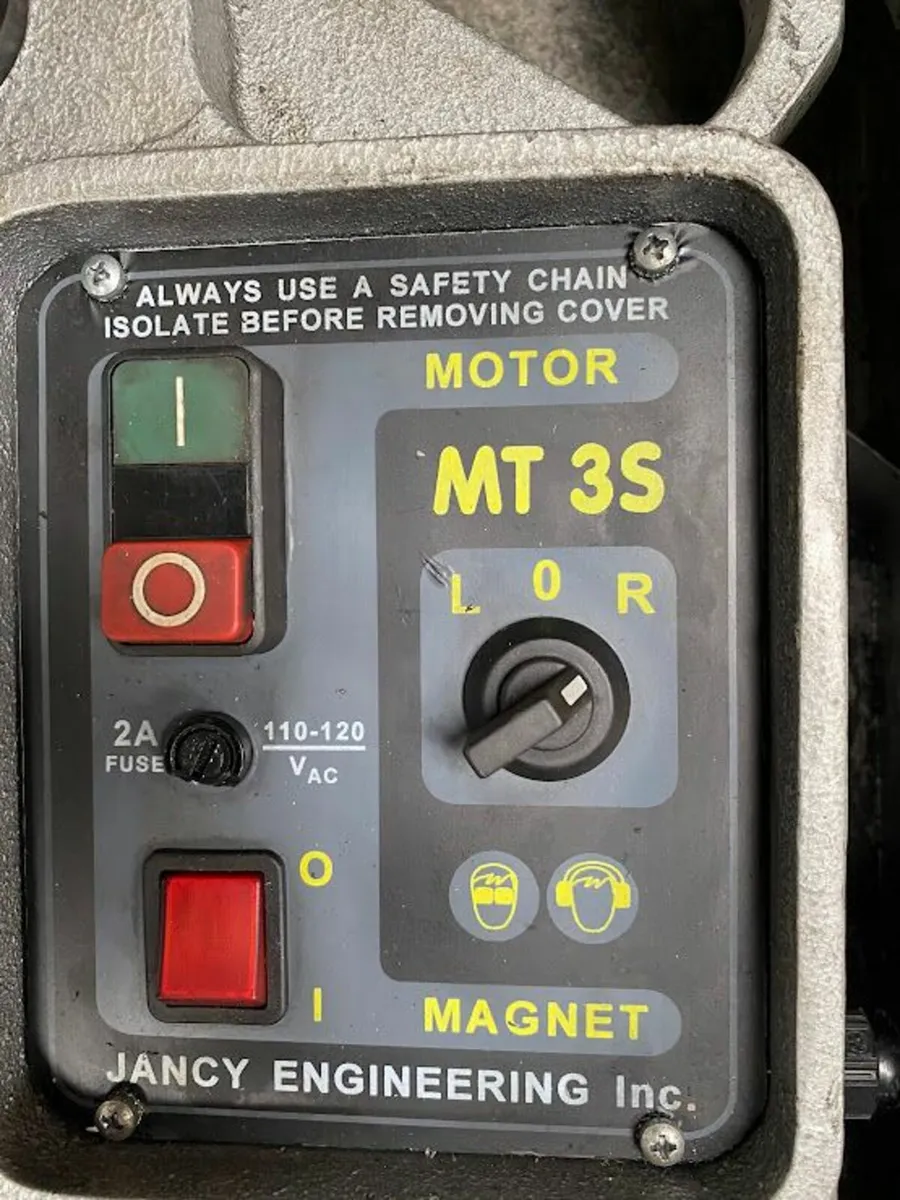 ALWAYS USE A SAFETY CHAIN
ISOLATE BEFORE REMOVING COVER
MOTOR
I
O
MT 3S
L 0 R
2A
FUSE
110-120
VAC
O
I
MAGNET
JANCY ENGINEERING Inc.